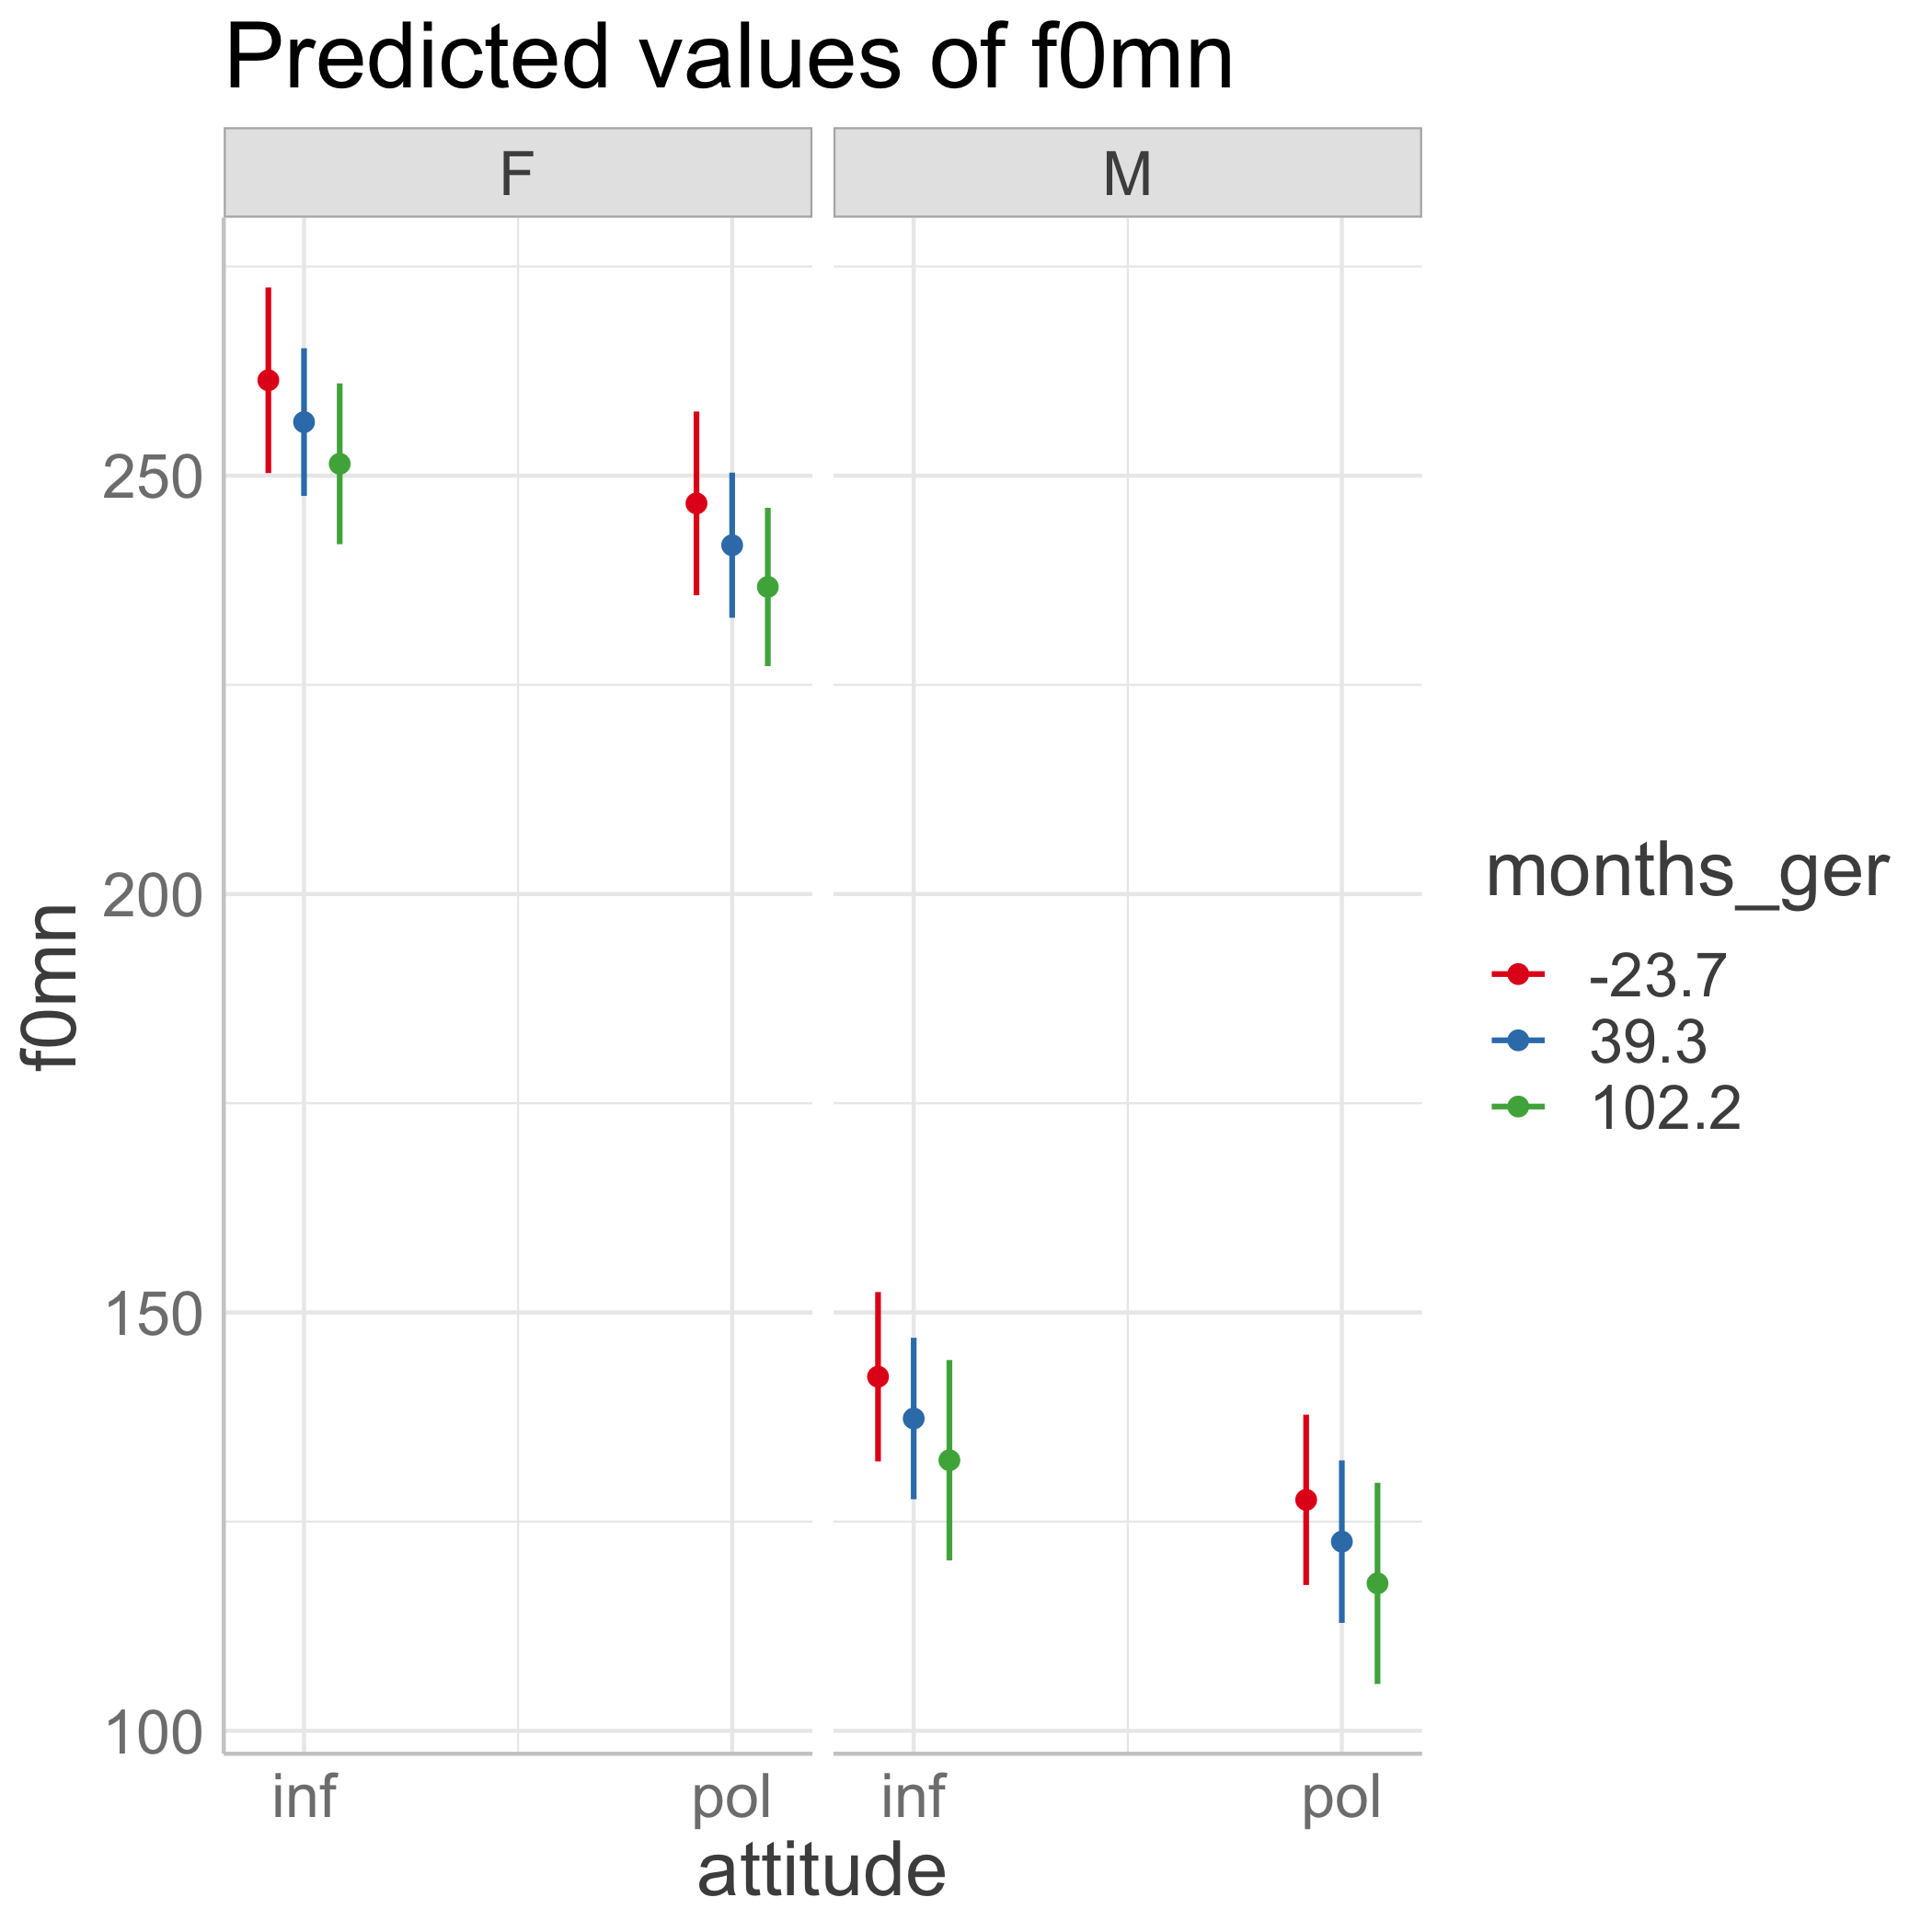 Predicted values of f0mn
F
M
250
200
150
100
f0mn
inf
pol
inf
pol
attitude
months_ger
-23.7
39.3
102.2